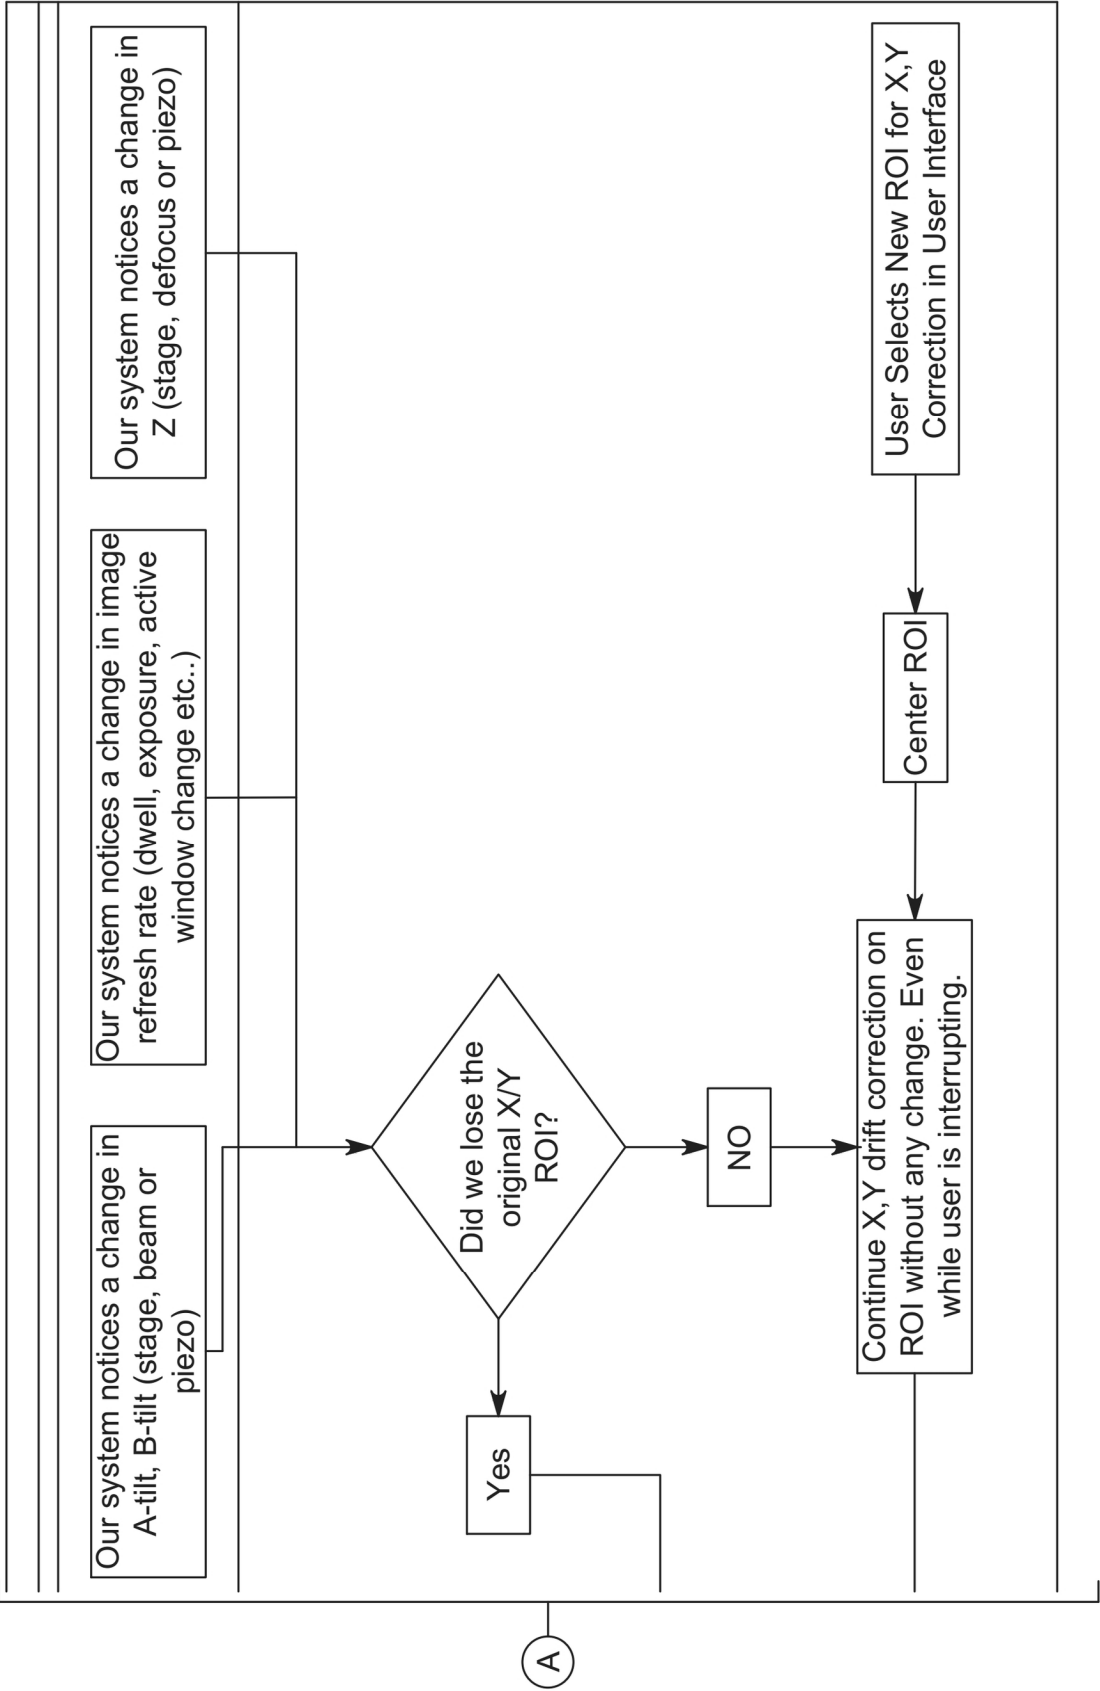 Our system notices a change in
A-tilt, B-tilt (stage, beam or
piezo)
Our system notices a change in image
refresh rate (dwell, exposure, active
window change etc..)
Our system notices a change in
Z (stage, defocus or piezo)
Did we lose the
original X/Y
ROI?
Yes
NO
Continue X,Y drift correction on
ROI without any change. Even
while user is interrupting.
Center ROI
User Selects New ROI for X,Y
Correction in User Interface
A